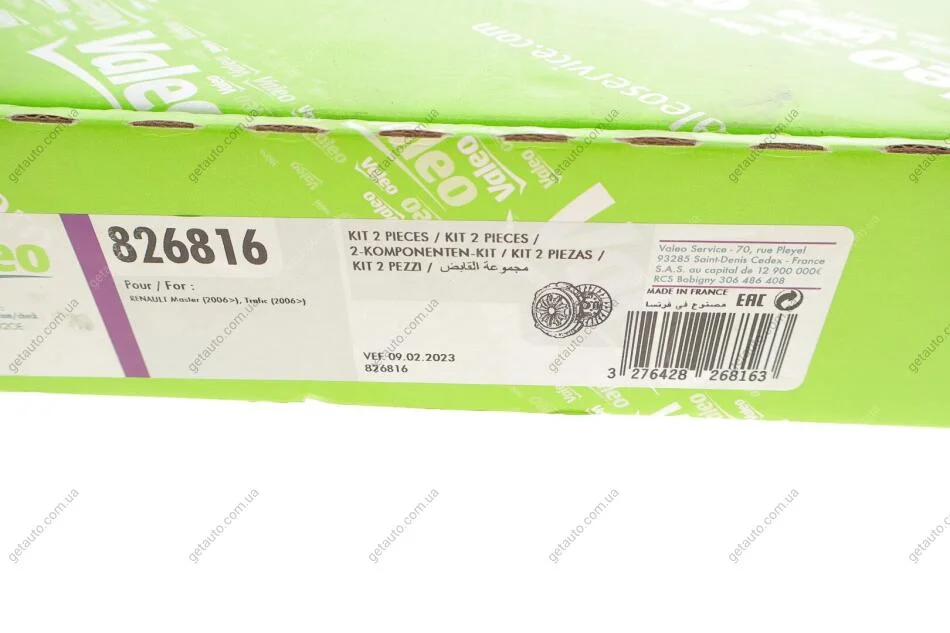 Valeo
valeoservice.com
Valeo
826816
Pour / For :
RENAULT Master (2006>), Trafic (2006>)
KIT 2 PIECES / KIT 2 PIECES /
2-KOMPONENTEN-KIT / KIT 2 PIEZAS /
KIT 2 PEZZI / مجموعة القابض
VEF 09.02.2023
826816
Valeo Service - 70, rue Pleyel
93285 Saint-Denis Cedex - France
S.A.S. au capital de 12 900 000€
RCS Bobigny 306 486 408
MADE IN FRANCE
مصنوع في فرنسا
EAC
3 276428 268163
getauto.com.ua